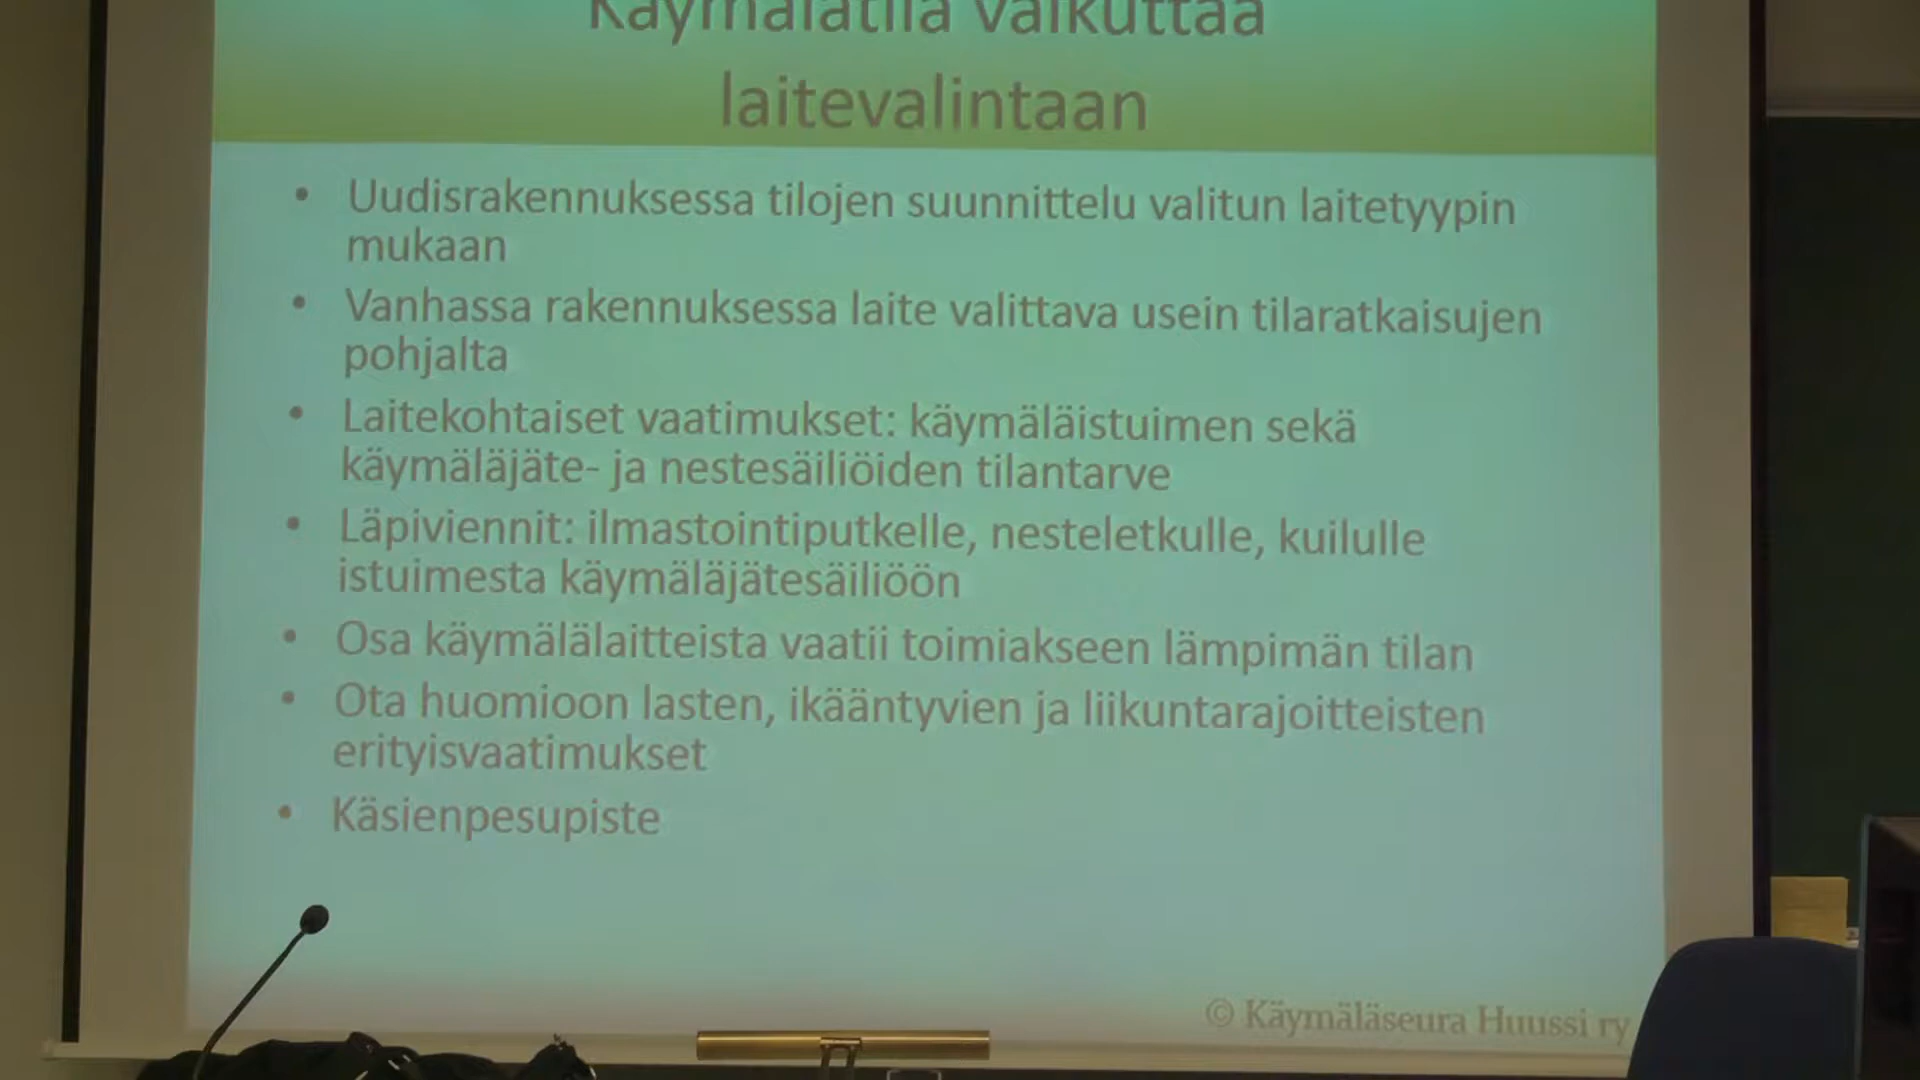 Käymälätila vaikuttaa
laitevalintaan
• Uudisrakennuksessa tilojen suunnittelu valitun laitetyypin
mukaan
• Vanhassa rakennuksessa laite valittava usein tilaratkaisujen
pohjalta
• Laitekohtaiset vaatimukset: käymäläistuimen sekä
käymäläjäte- ja nestesäiliöiden tilantarve
• Läpiviennit: ilmastointiputkelle, nesteletkulle, kuilulle
istuimesta käymäläjätesäiliöön
• Osa käymälälaitteista vaatii toimiakseen lämpimän tilan
• Ota huomioon lasten, ikääntyvien ja liikuntarajoitteisten
erityisvaatimukset
• Käsienpesupiste
© Käymäläseura Huussi ry